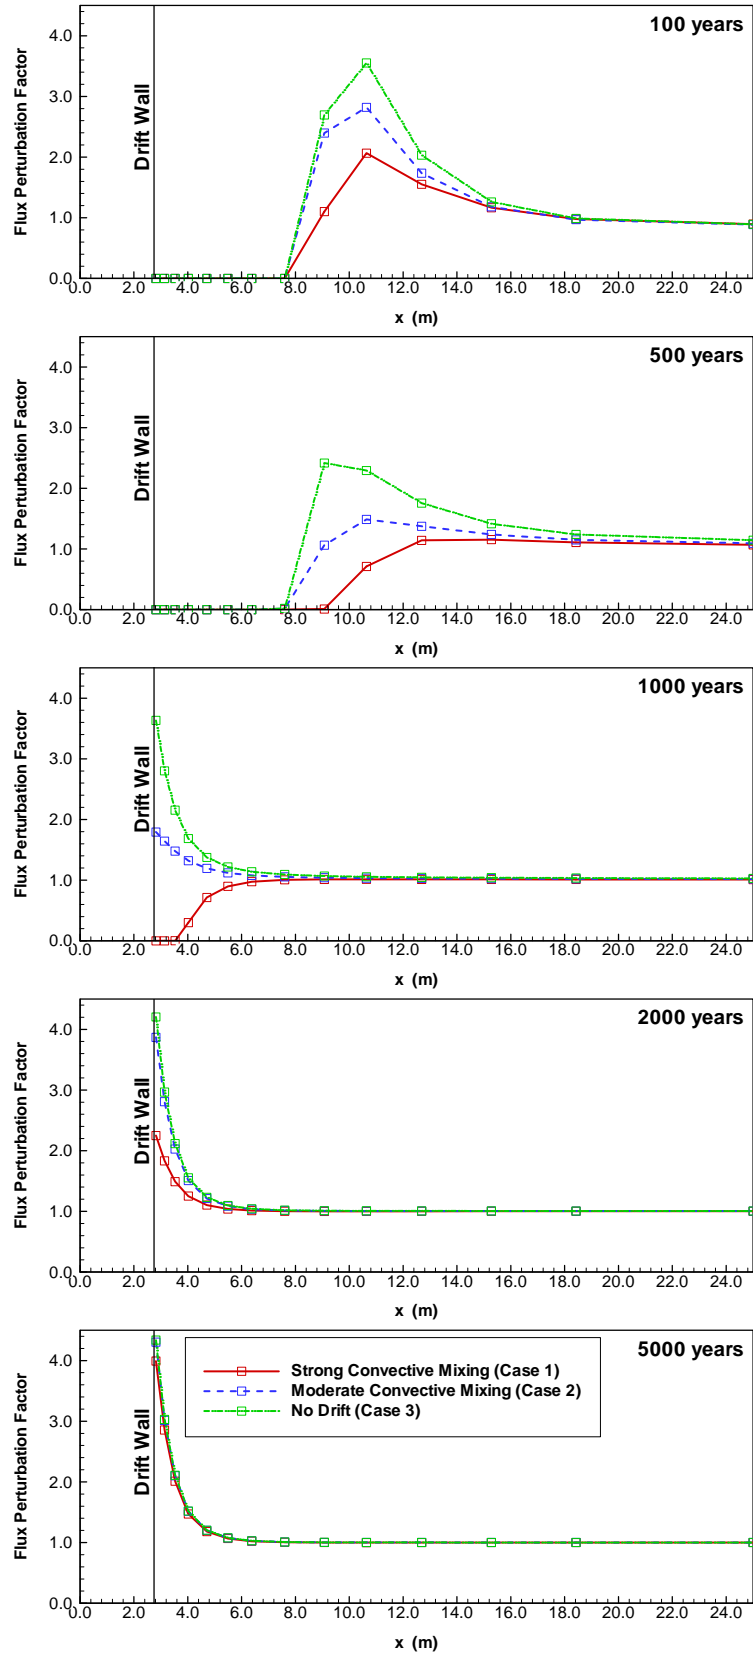 100 years
Flux Perturbation Factor
Drift Wall
4.0
3.0
2.0
1.0
0.0
0.0 2.0 4.0 6.0 8.0 10.0 12.0 14.0 16.0 18.0 20.0 22.0 24.0
x (m)
500 years
Flux Perturbation Factor
Drift Wall
4.0
3.0
2.0
1.0
0.0
0.0 2.0 4.0 6.0 8.0 10.0 12.0 14.0 16.0 18.0 20.0 22.0 24.0
x (m)
1000 years
Flux Perturbation Factor
Drift Wall
4.0
3.0
2.0
1.0
0.0
0.0 2.0 4.0 6.0 8.0 10.0 12.0 14.0 16.0 18.0 20.0 22.0 24.0
x (m)
2000 years
Flux Perturbation Factor
Drift Wall
4.0
3.0
2.0
1.0
0.0
0.0 2.0 4.0 6.0 8.0 10.0 12.0 14.0 16.0 18.0 20.0 22.0 24.0
x (m)
5000 years
Flux Perturbation Factor
Drift Wall
Strong Convective Mixing (Case 1)
Moderate Convective Mixing (Case 2)
No Drift (Case 3)
4.0
3.0
2.0
1.0
0.0
0.0 2.0 4.0 6.0 8.0 10.0 12.0 14.0 16.0 18.0 20.0 22.0 24.0
x (m)